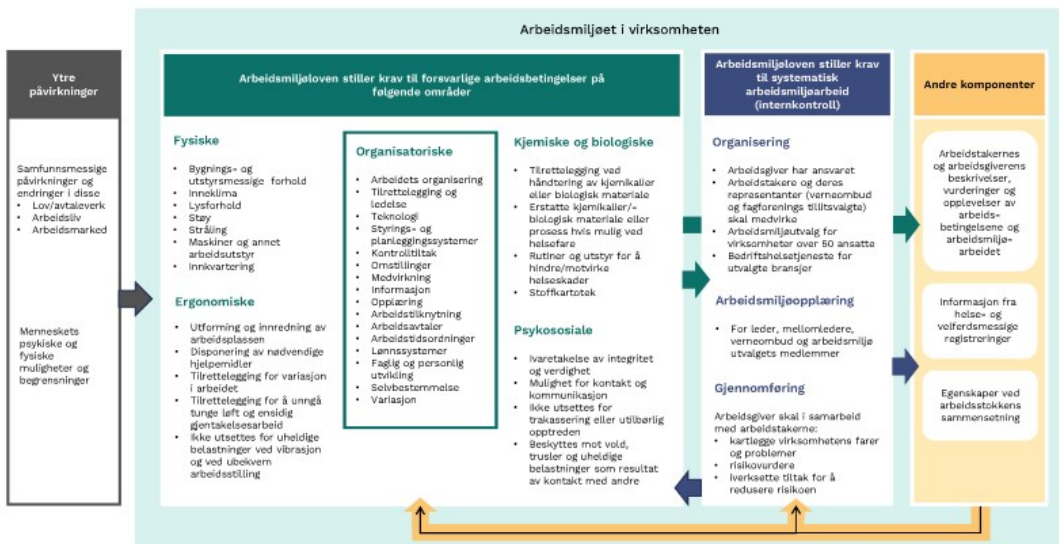 Arbeidsmiljøet i virksomheten
Ytre
påvirkninger
Samfunnsmessige
påvirkninger og
endringer i disse
• Lov/avtaleverk
• Arbeidsliv
• Arbeidsmarked
Menneskets
psykiske og
fysiske
muligheter og
begrensninger
Arbeidsmiljøloven stiller krav til forsvarlige arbeidsbetingelser på
følgende områder
Fysiske
• Bygnings- og
utstyrsmessige forhold
• Inneklima
• Lysforhold
• Støy
• Stråling
• Maskiner og annet
arbeidsutstyr
• Innkvartering
Ergonomiske
• Utforming og innredning av
arbeidsplassen
• Disponering av nødvendige
hjelpemidler
• Tilrettelegging for variasjon
i arbeidet
• Tilrettelegging for å unngå
tunge løft og ensidig
gjentakelsesarbeid
• Ikke utsettes for uheldige
belastninger ved vibrasjon
og ved ubekvem
arbeidsstilling
Organisatoriske
• Arbeidets organisering
• Tilrettelegging og
ledelse
• Teknologi
• Styrings- og
planleggingssystemer
• Kontrolltiltak
• Omstillinger
• Medvirkning
• Informasjon
• Opplæring
• Arbeidstilknytning
• Arbeidsavtaler
• Arbeidstidsordninger
• Lønnssystemer
• Faglig og personlig
utvikling
• Selvbestemmelse
• Variasjon
Kjemiske og biologiske
• Tilrettelegging ved
håndtering av kjemikalier
eller biologisk materiale
• Erstatte kjemikalier/-
biologisk materiale eller
prosess hvis mulig ved
helsefare
• Rutiner og utstyr for å
hindre/motvirke
helseskader
• Stoffkartotek
Psykososiale
• Ivaretakelse av integritet
og verdighet
• Mulighet for kontakt og
kommunikasjon
• Ikke utsettes for
trakassering eller utilbørlig
opptreden
• Beskyttes mot vold,
trusler og uheldige
belastninger som resultat
av kontakt med andre
Arbeidsmiljøloven stiller krav
til systematisk
arbeidsmiljøarbeid
(internkontroll)
Organisering
• Arbeidsgiver har ansvaret
• Arbeidstakere og deres
representanter (verneombud
og fagforenings tillitsvalgte)
skal medvirke
• Arbeidsmiljøutvalg for
virksomheter over 50 ansatte
• Bedriftshelsetjeneste for
utvalgte bransjer
Arbeidsmiljøopplæring
• For leder, mellomledere,
verneombud og arbeidsmiljø
utvalgets medlemmer
Gjennomføring
Arbeidsgiver skal i samarbeid
med arbeidstakerne:
• kartlegge virksomhetens farer
og problemer
• risikovurdere
• iverksette tiltak for å
redusere risikoen
Andre komponenter
Arbeidstakernes
og arbeidsgiverens
beskrivelser,
vurderinger og
opplevelser av
arbeids-
betingelsene og
arbeidsmiljø-
arbeidet
Informasjon fra
helse- og
velferdsmessige
registreringer
Egenskaper ved
arbeidsstokkens
sammensetning